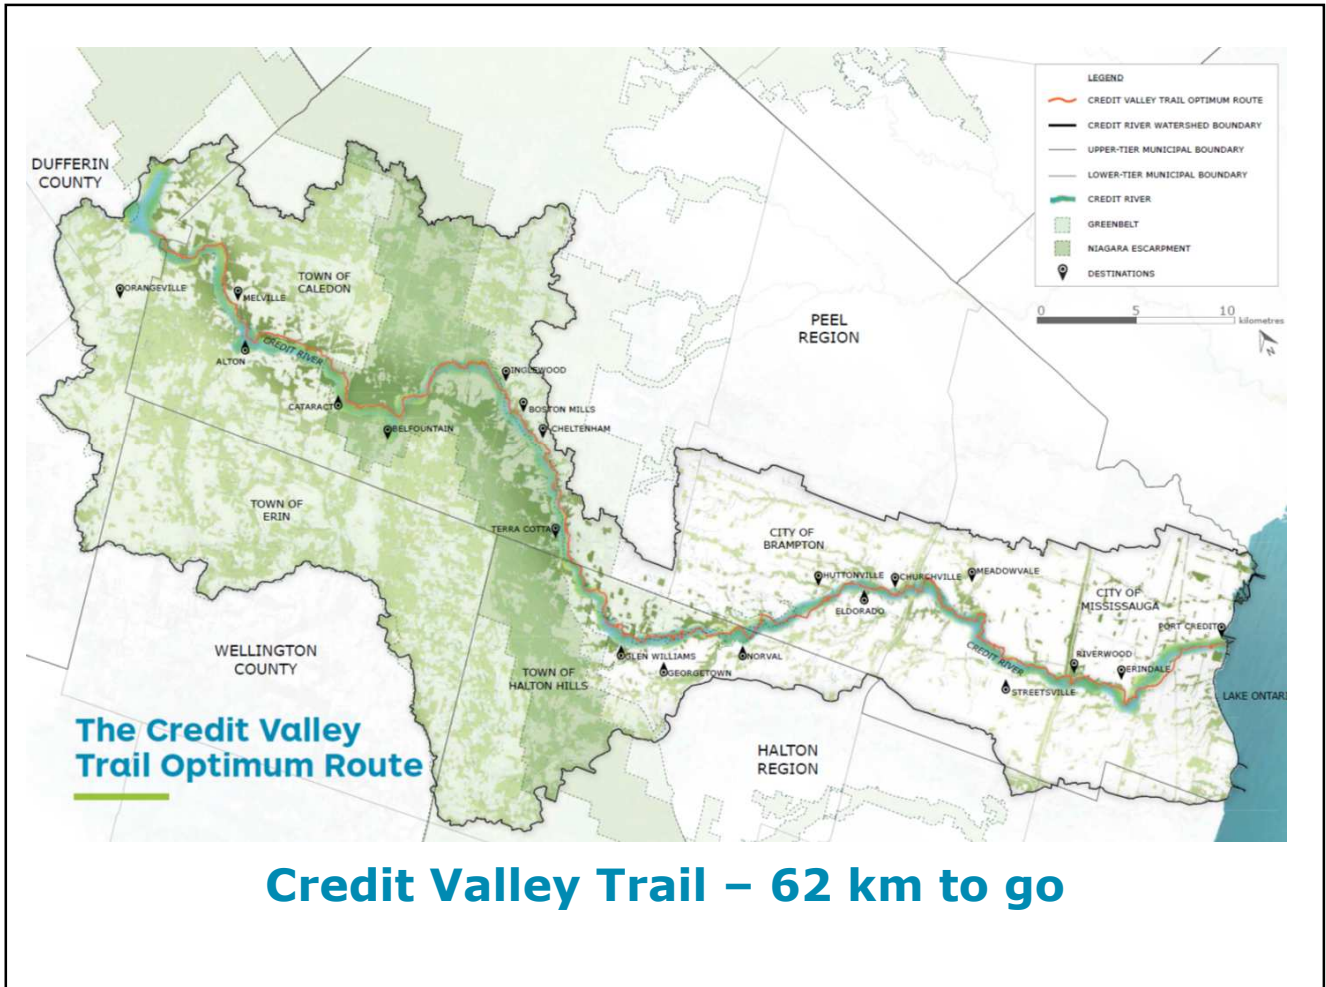 LEGEND
CREDIT VALLEY TRAIL OPTIMUM ROUTE
CREDIT RIVER WATERSHED BOUNDARY
UPPER-TIER MUNICIPAL BOUNDARY
LOWER-TIER MUNICIPAL BOUNDARY
CREDIT RIVER
GREENBELT
NIAGARA ESCARPMENT
DESTINATIONS
0 5 10
kilometres
N
DUFFERIN
COUNTY
ORANGEVILLE
MELVILLE
TOWN OF
CALEDON
ALTON
CREDIT RIVER
CATARACT
BELFOUNTAIN
INGLEWOOD
BOSTON MILLS
CHELTENHAM
PEEL
REGION
TOWN OF
ERIN
TERRA COTTA
CITY OF
BRAMPTON
HUTTONVILLE
CHURCHVILLE
MEADOWVALE
ELDORADO
CITY OF
MISSISSAUGA
PORT CREDIT
WELLINGTON
COUNTY
TOWN OF
HALTON HILLS
GLEN WILLIAMS
GEORGETOWN
NORVAL
CREDIT RIVER
RIVERWOOD
ERINDALE
STREETSVILLE
LAKE ONTARI
HALTON
REGION
The Credit Valley
Trail Optimum Route
Credit Valley Trail – 62 km to go